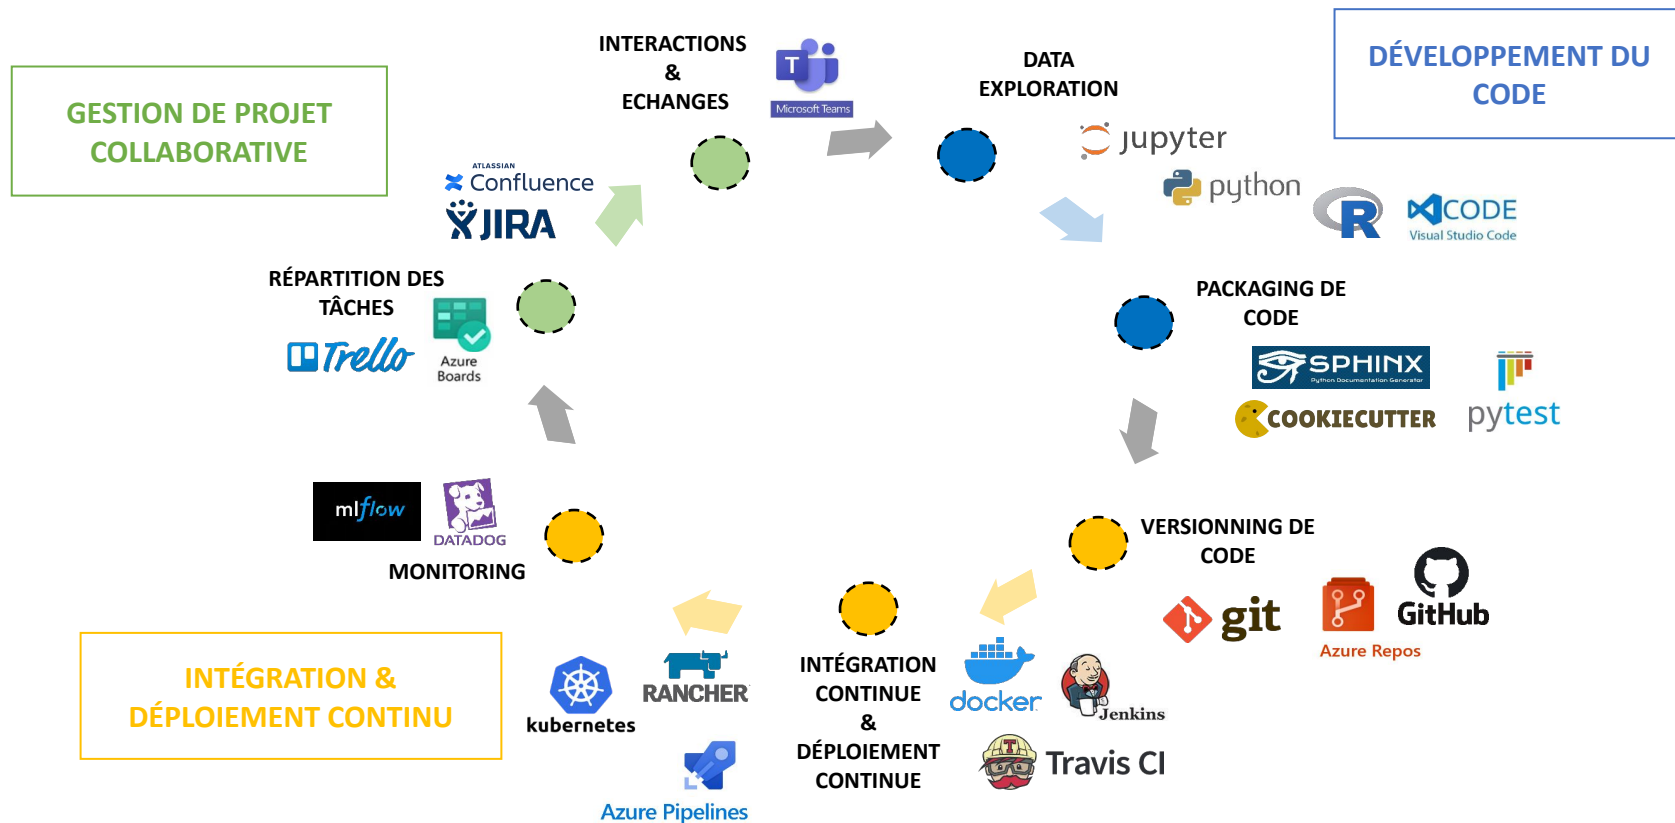 GESTION DE PROJET
COLLABORATIVE
INTERACTIONS
&
ECHANGES
T
Microsoft Teams
DATA
EXPLORATION
DÉVELOPPEMENT DU
CODE
jupyter
python
R
CODE
Visual Studio Code
ATLASSIAN
Confluence
JIRA
RÉPARTITION DES
TÂCHES
Trello
Azure
Boards
PACKAGING DE
CODE
SPHINX
Python Documentation Generator
COOKIECUTTER
pytest
mlflow
DATADOG
MONITORING
VERSIONNING DE
CODE
git
Azure Repos
GitHub
INTÉGRATION &
DÉPLOIEMENT CONTINU
kubernetes
RANCHER
Azure Pipelines
INTÉGRATION
CONTINUE
&
DÉPLOIEMENT
CONTINUE
docker
Jenkins
T
Travis CI